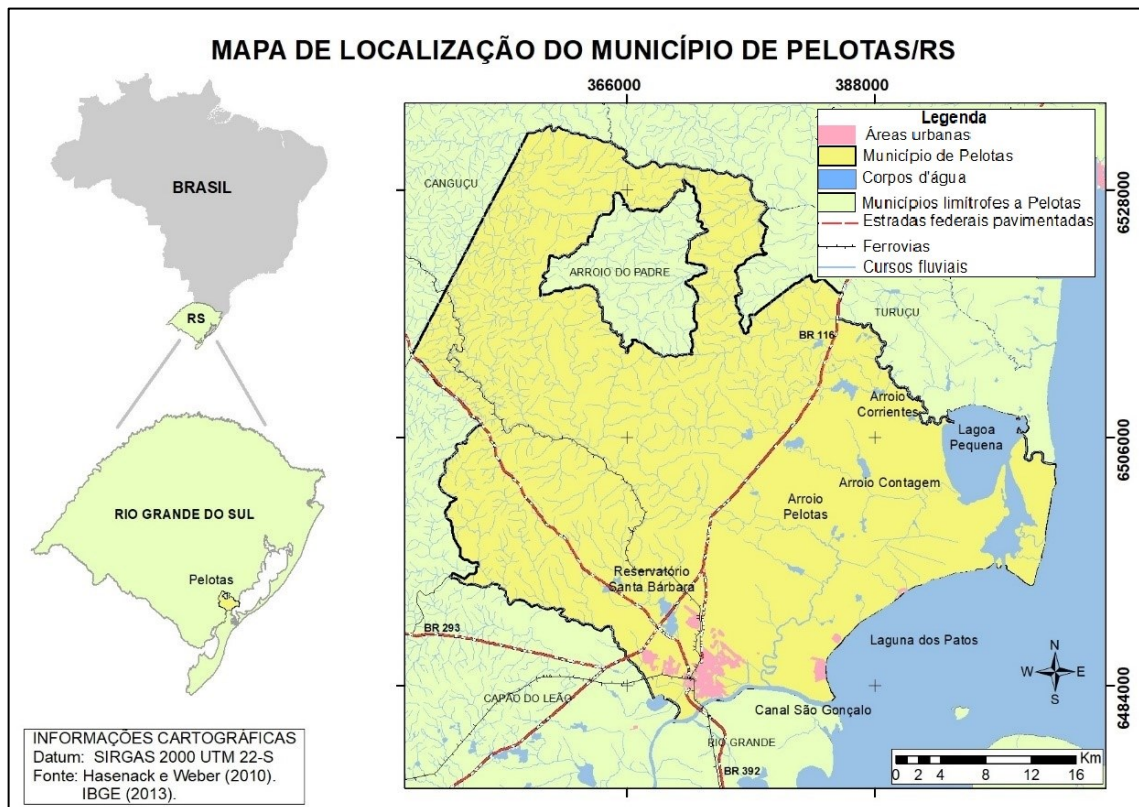 MAPA DE LOCALIZAÇÃO DO MUNICÍPIO DE PELOTAS/RS
366000
388000
Legenda
Áreas urbanas
Município de Pelotas
Corpos d'água
Municípios limítrofes a Pelotas
Estradas federais pavimentadas
Ferrovias
Cursos fluviais
6528000
6506000
6484000
BRASIL
RS
RIO GRANDE DO SUL
Pelotas
CANGUÇU
ARROIO DO PADRE
TURUÇU
BR 116
Arroio
Corrientes
Lagoa
Pequena
Arroio Contagem
Arroio
Pelotas
Reservatório
Santa Bárbara
BR 293
Laguna dos Patos
CAPÃO DO LEÃO
Canal São Gonçalo
RIO GRANDE
BR 392
N
W
E
S
Km
0 2 4 8 12 16
INFORMAÇÕES CARTOGRÁFICAS
Datum: SIRGAS 2000 UTM 22-S
Fonte: Hasenack e Weber (2010).
IBGE (2013).